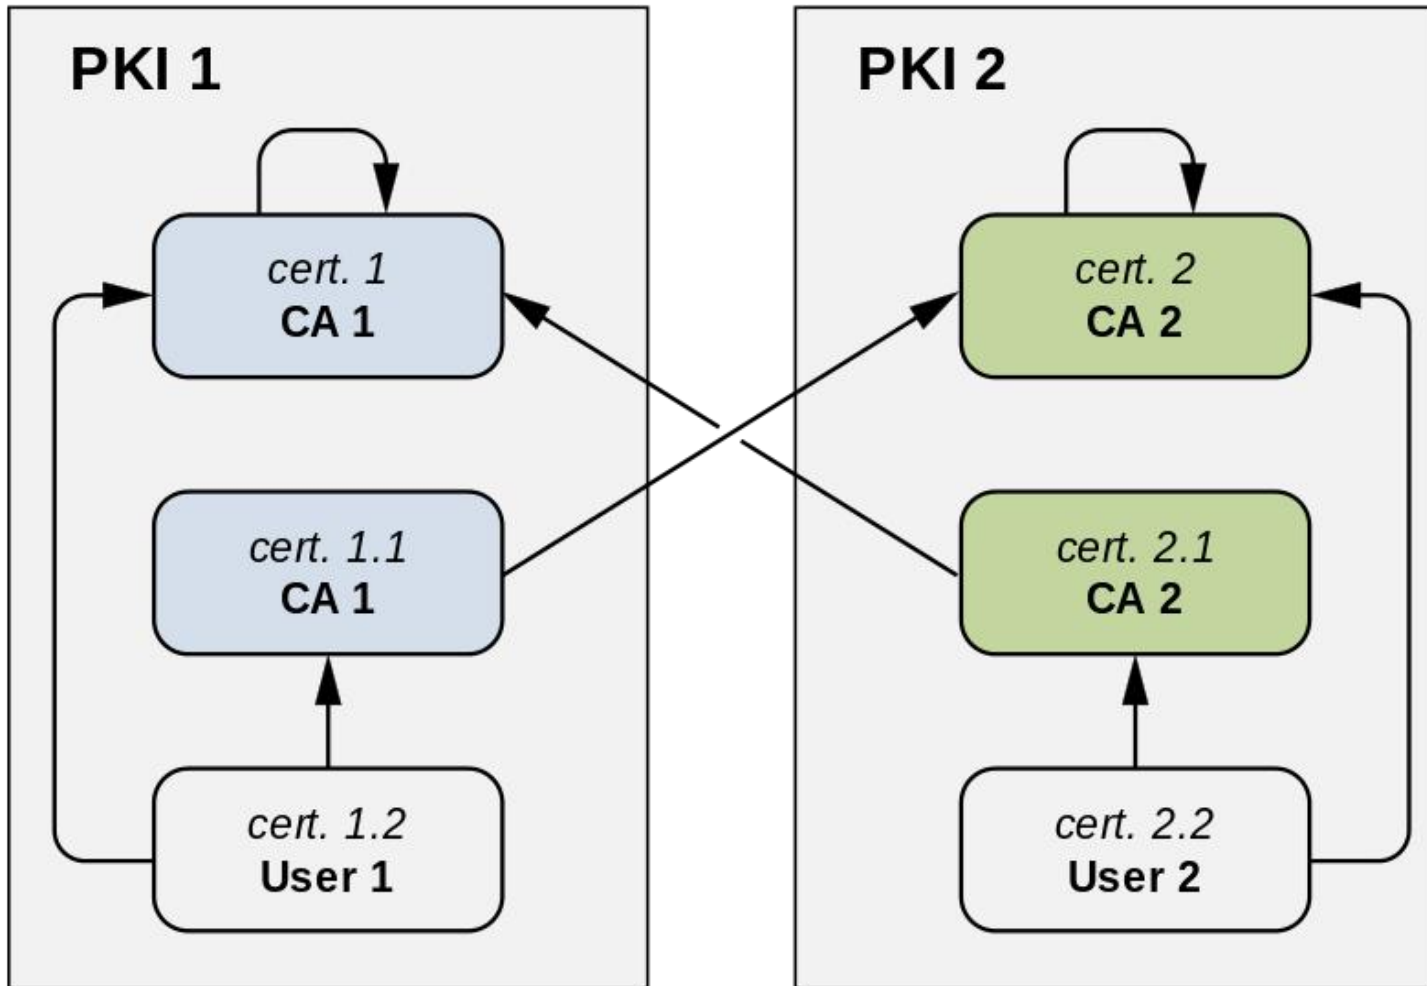 PKI 1
cert. 1
CA 1
cert. 1.1
CA 1
cert. 1.2
User 1
PKI 2
cert. 2
CA 2
cert. 2.1
CA 2
cert. 2.2
User 2